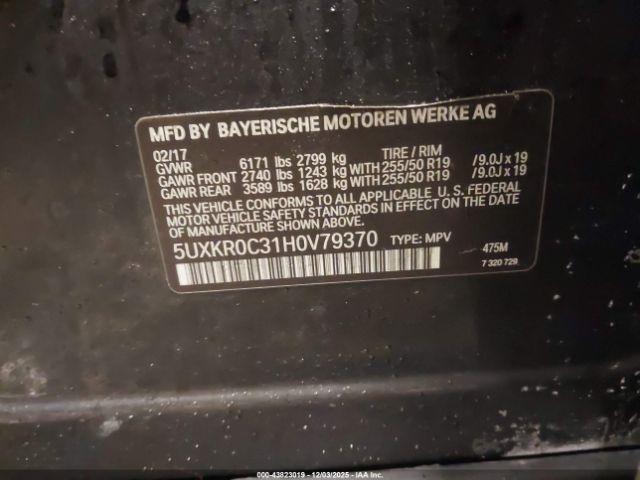 MFD BY BAYERISCHE MOTOREN WERKE AG
02/17 TIRE / RIM
GVWR 6171 lbs 2799 kg
GAWR FRONT 2740 lbs 1243 kg WITH 255/50 R19 / 9.0J x 19
GAWR REAR 3589 lbs 1628 kg WITH 255/50 R19 / 9.0J x 19
THIS VEHICLE CONFORMS TO ALL APPLICABLE U. S. FEDERAL
MOTOR VEHICLE SAFETY STANDARDS IN EFFECT ON THE DATE
OF MANUFACTURE SHOWN ABOVE.
5UXKR0C31H0V79370 TYPE: MPV 475M
7 320 729
000-43823019 - 12/03/2025 - IAA Inc.